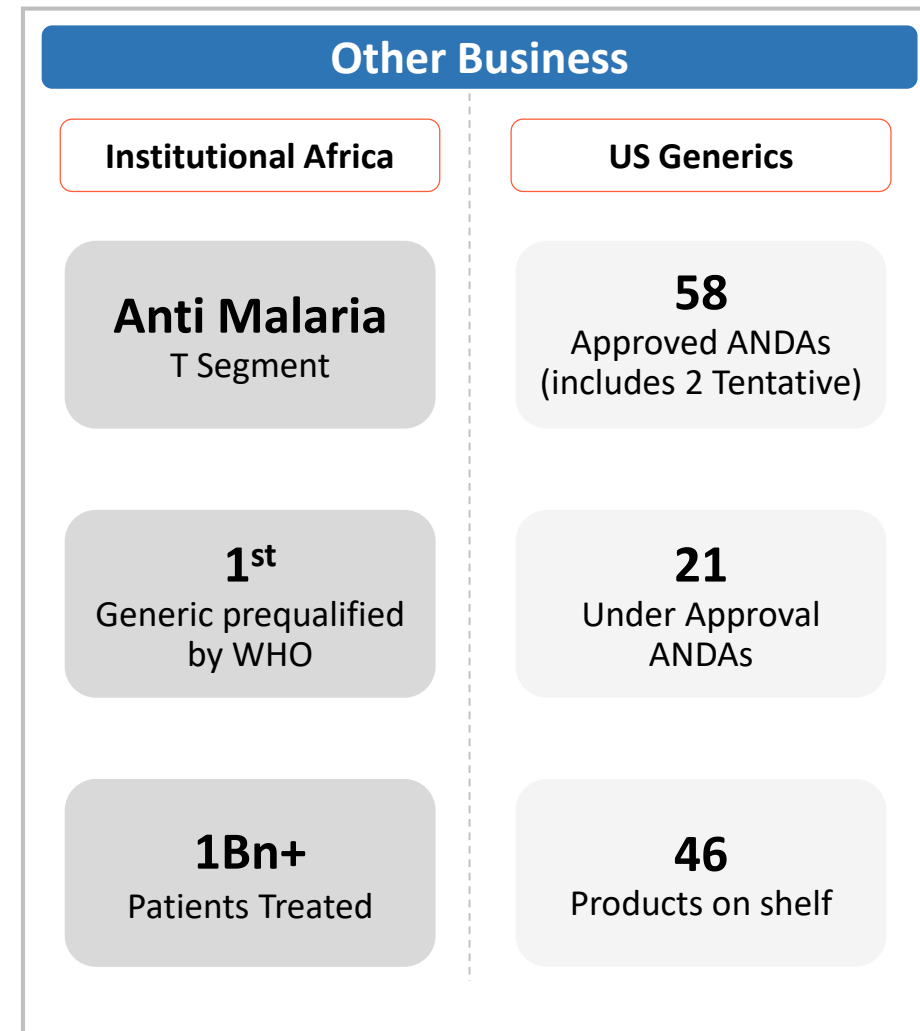 Other Business
Institutional Africa
Anti Malaria
T Segment
1st
Generic prequalified
by WHO
1Bn+
Patients Treated
US Generics
58
Approved ANDAs
(includes 2 Tentative)
21
Under Approval
ANDAs
46
Products on shelf